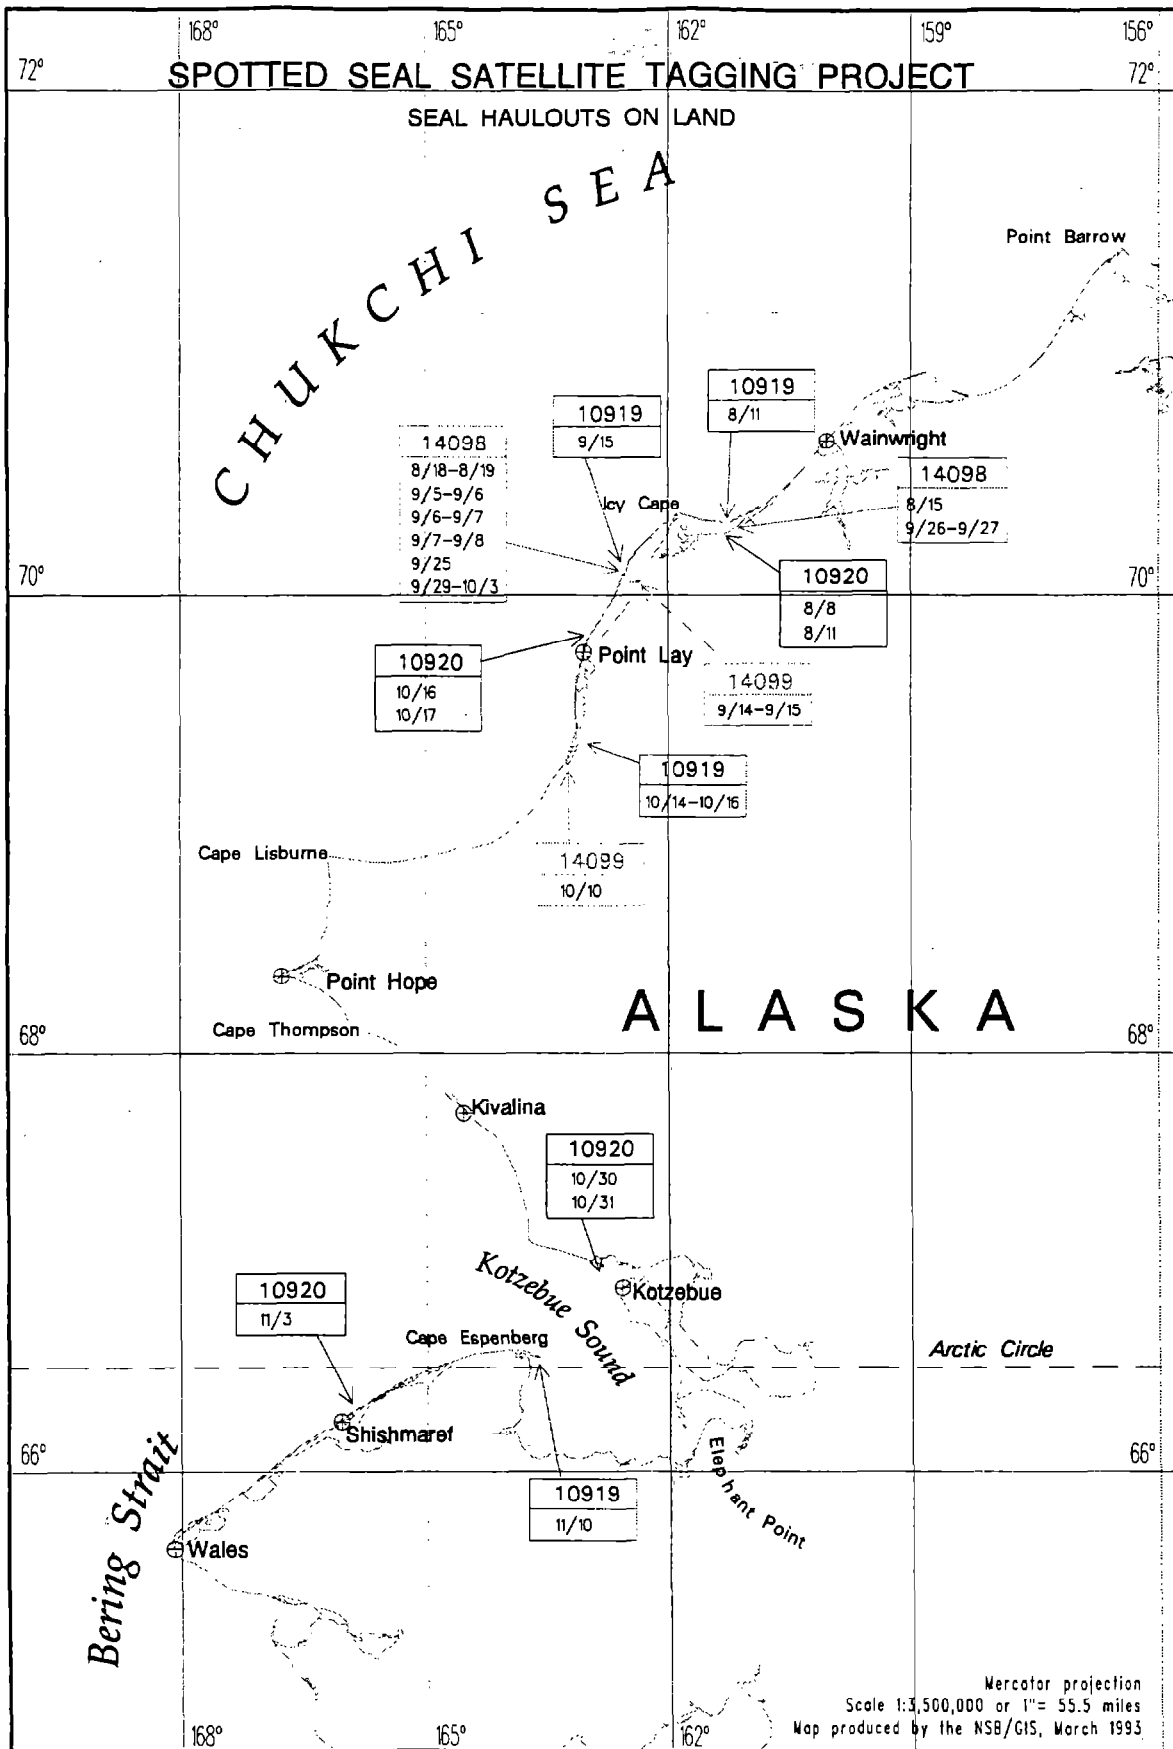 168° 165° 162° 159° 156°
72° 72°
SPOTTED SEAL SATELLITE TAGGING PROJECT
SEAL HAULOUTS ON LAND
CHUKCHI SEA
Point Barrow
10919
8/11
10919
9/15
Wainwright
14098
8/18-8/19
9/5-9/6
9/6-9/7
9/7-9/8
9/25
9/29-10/3
14098
8/15
9/26-9/27
Icy Cape
70° 70°
10920
8/8
8/11
Point Lay
10920
10/16
10/17
14099
9/14-9/15
10919
10/14-10/16
Cape Lisburne
14099
10/10
Point Hope
ALASKA
Cape Thompson
68° 68°
Kivalina
10920
10/30
10/31
Kotzebue Sound
Kotzebue
10920
11/3
Cape Espenberg
Arctic Circle
Shishmaref
66° 66°
Elephant Point
10919
11/10
Bering Strait
Wales
Mercator projection
Scale 1:3,500,000 or 1"= 55.5 miles
Map produced by the NSB/GIS, March 1993
168° 165° 162°